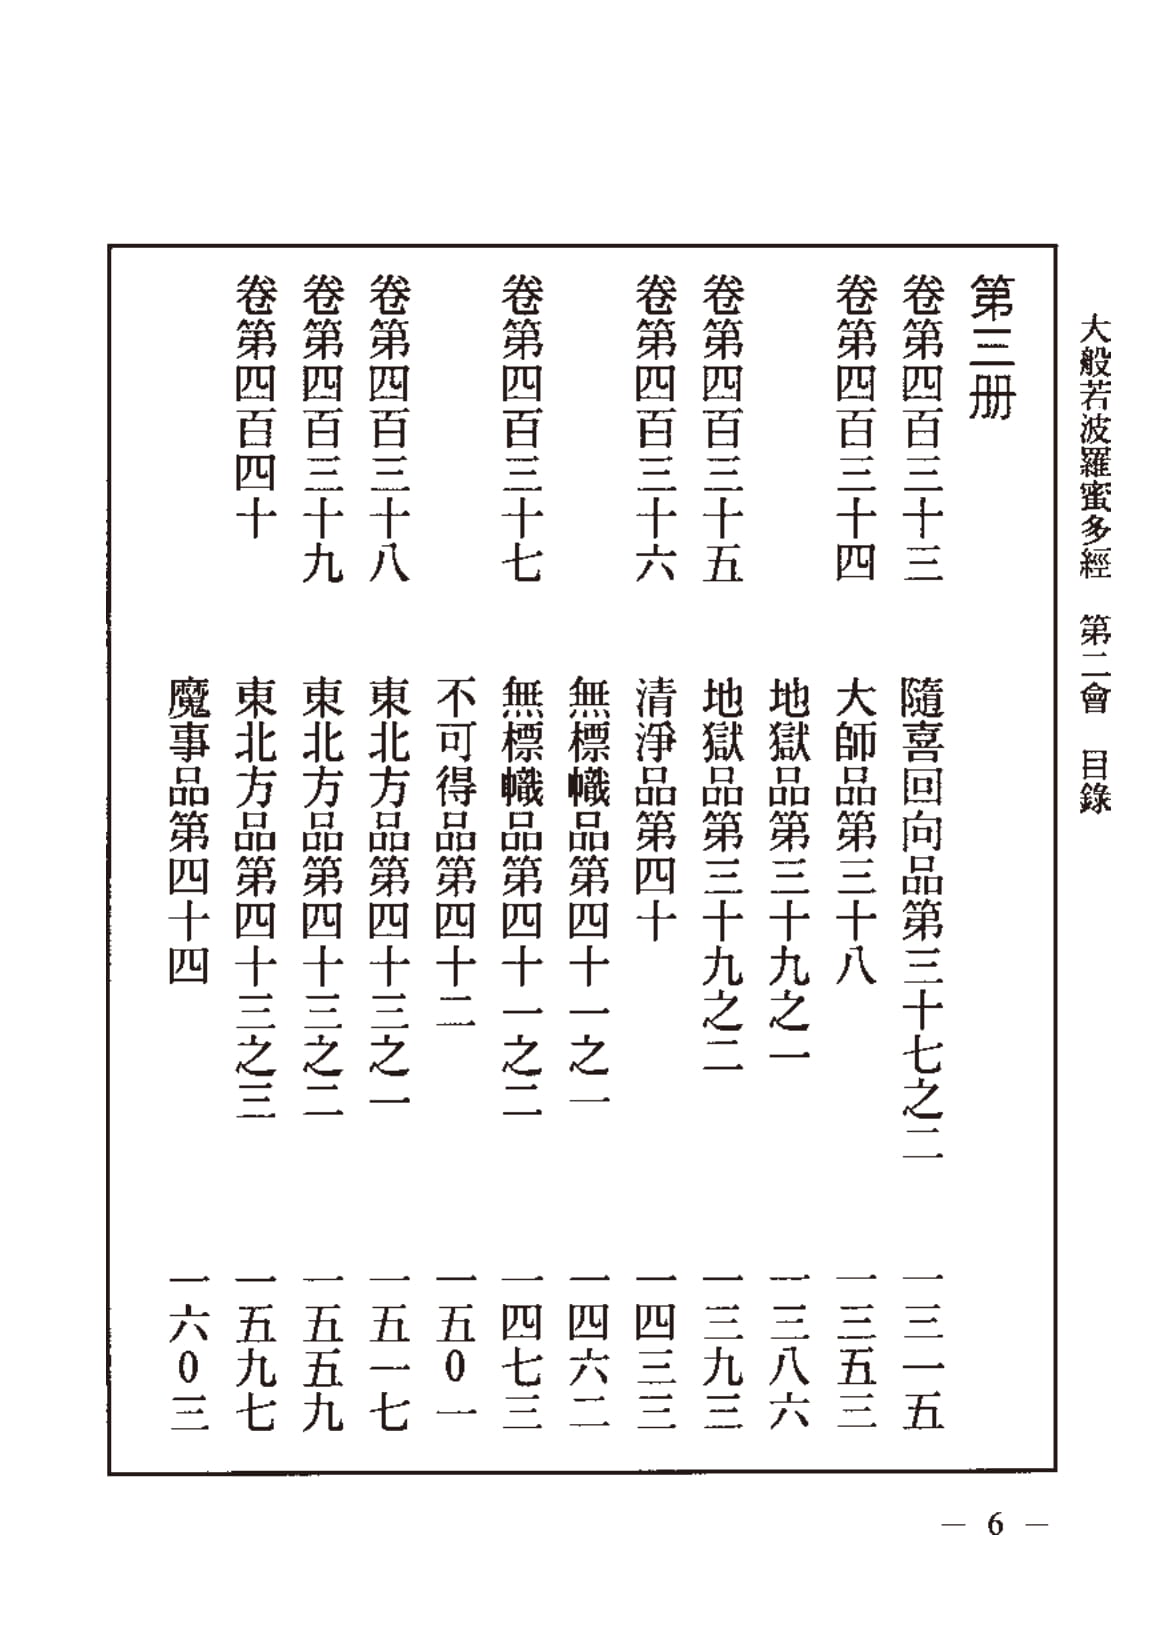 大般若波羅蜜多經　第二會　目錄
第三册
卷第四百三十三　隨喜回向品第三十七之二　一三一五
卷第四百三十四　大師品第三十八　一三五三
地獄品第三十九之一　一三八六
卷第四百三十五　地獄品第三十九之二　一三九三
卷第四百三十六　清淨品第四十　一四三三
無標幟品第四十一之一　一四六二
卷第四百三十七　無標幟品第四十一之二　一四七三
不可得品第四十二　一五0一
卷第四百三十八　東北方品第四十三之一　一五一七
卷第四百三十九　東北方品第四十三之二　一五五九
卷第四百四十　東北方品第四十三之三　一五九七
魔事品第四十四　一六0三
— 6 —